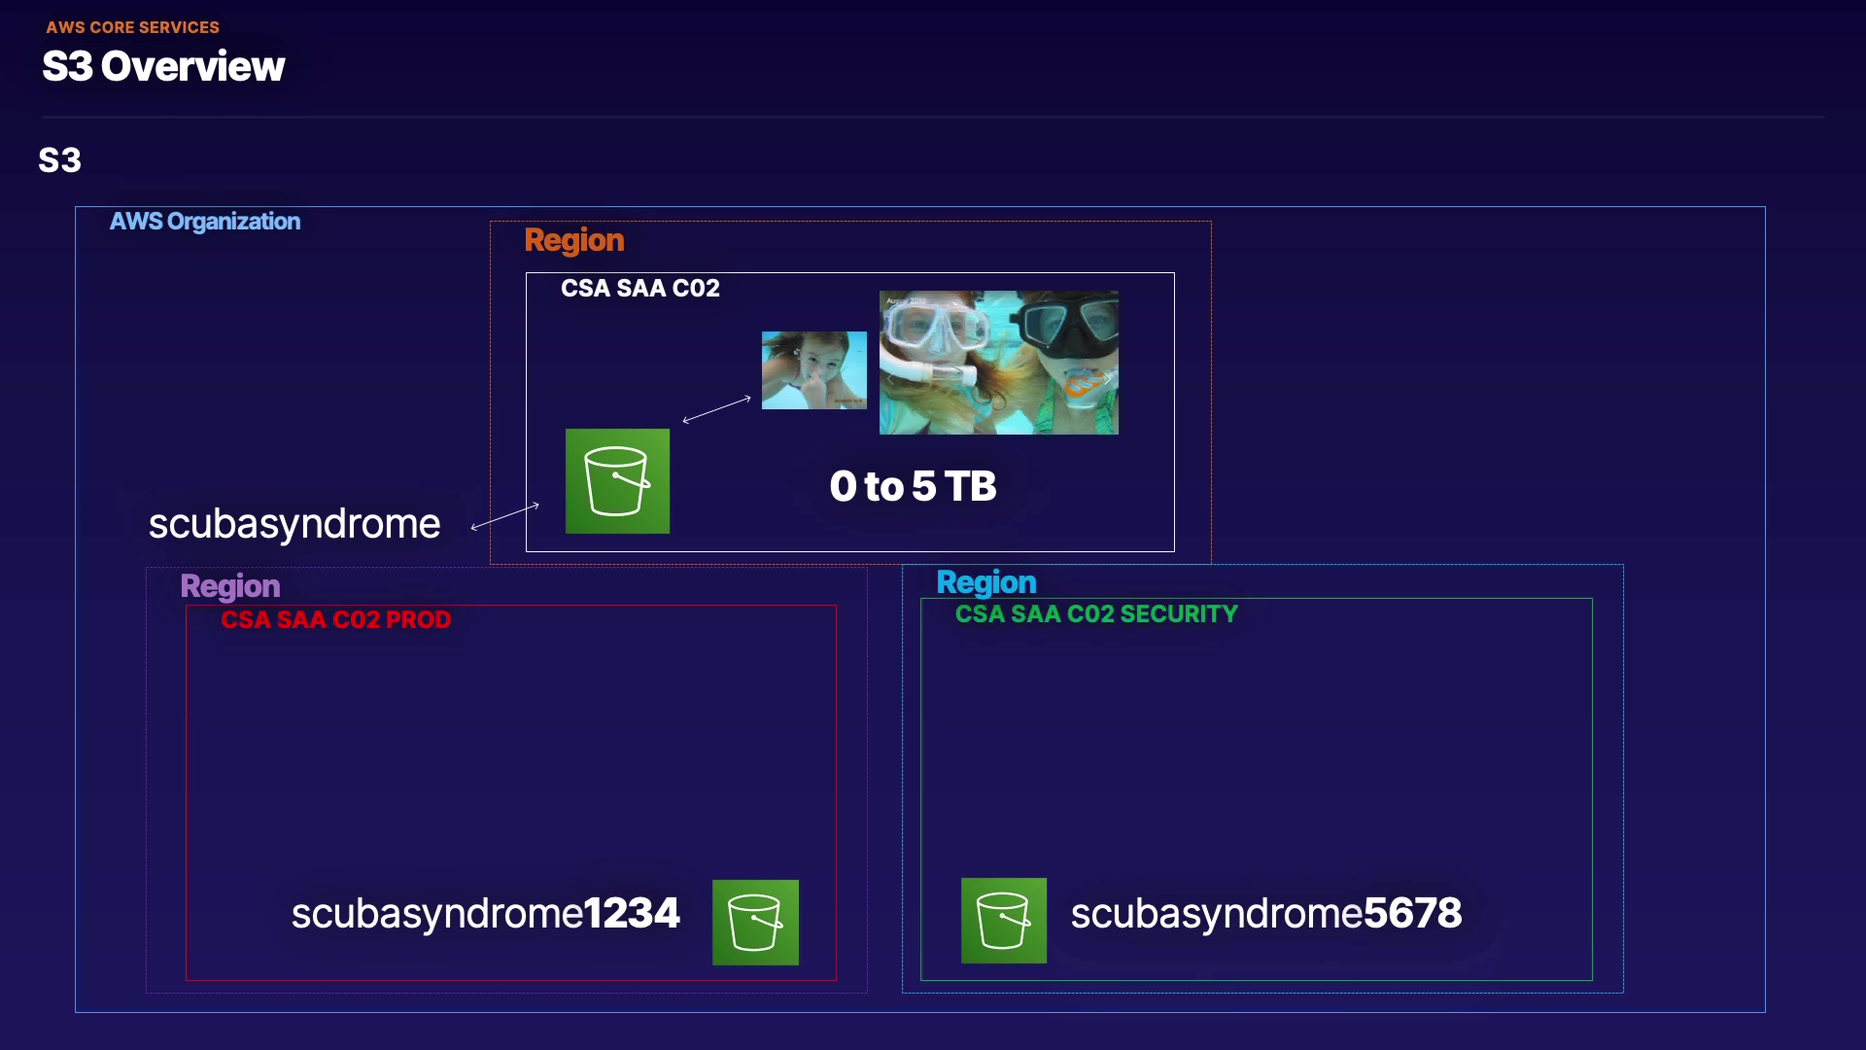 AWS CORE SERVICES
S3 Overview
S3
AWS Organization
Region
CSA SAA C02
0 to 5 TB
scubasyndrome
Region
CSA SAA C02 PROD
scubasyndrome1234
Region
CSA SAA C02 SECURITY
scubasyndrome5678